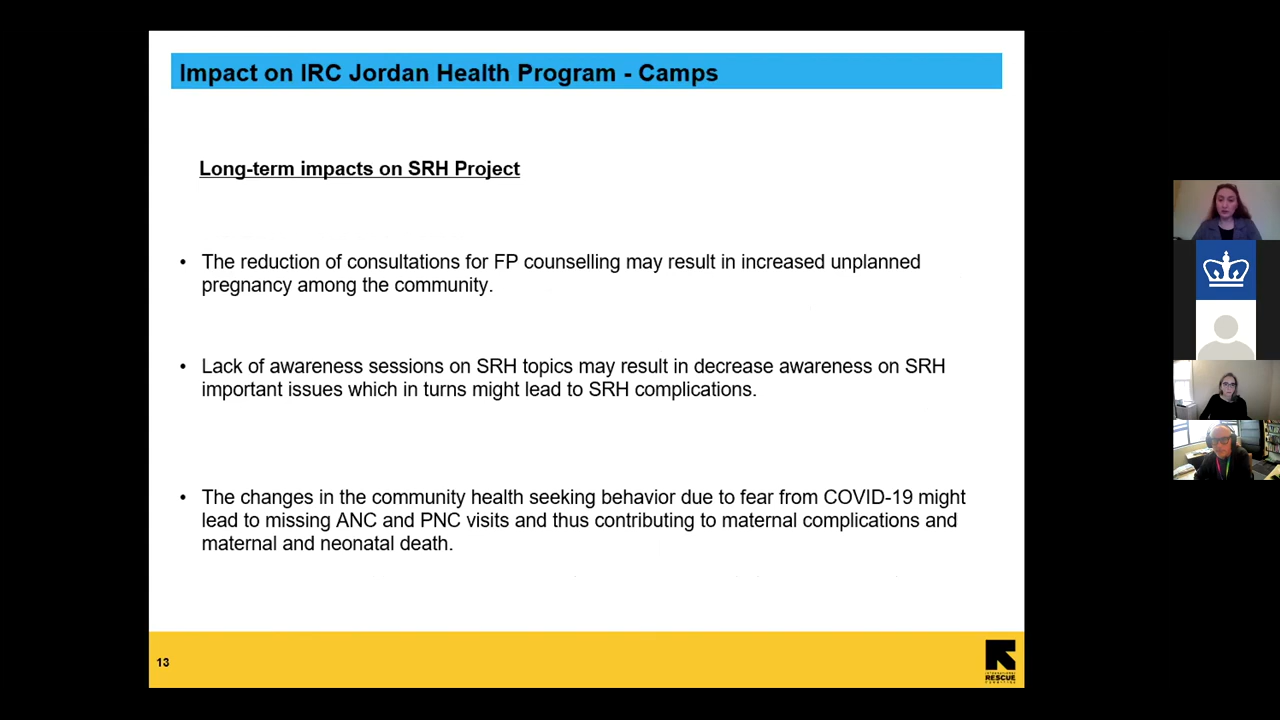 Impact on IRC Jordan Health Program - Camps
Long-term impacts on SRH Project
• The reduction of consultations for FP counselling may result in increased unplanned
pregnancy among the community.
• Lack of awareness sessions on SRH topics may result in decrease awareness on SRH
important issues which in turns might lead to SRH complications.
• The changes in the community health seeking behavior due to fear from COVID-19 might
lead to missing ANC and PNC visits and thus contributing to maternal complications and
maternal and neonatal death.
13
INTERNATIONAL
RESCUE
COMMITTEE